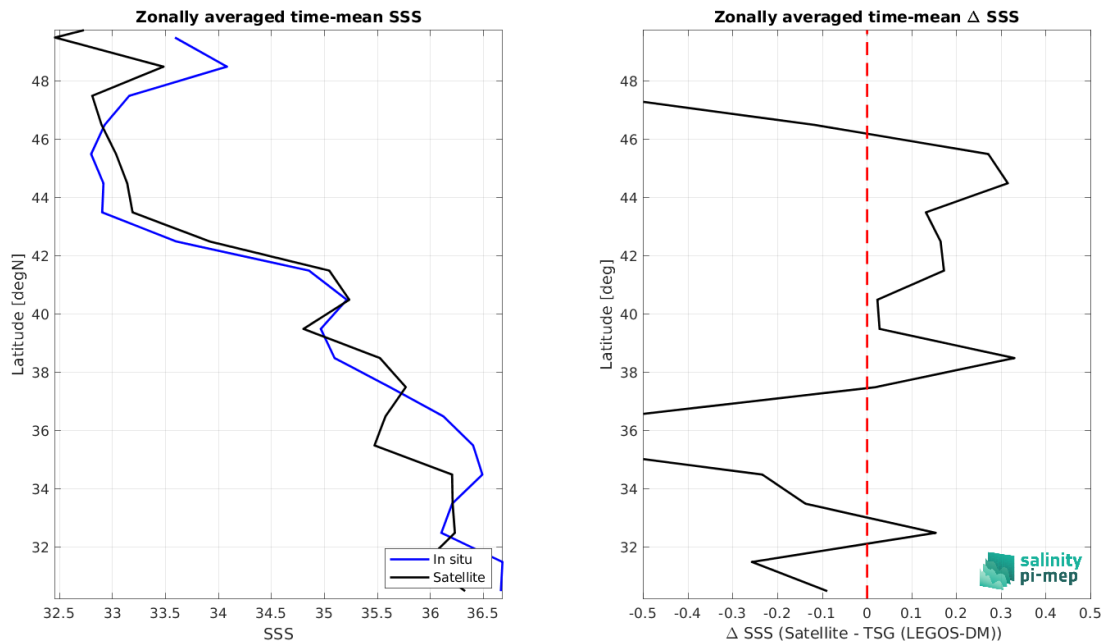 Zonally averaged time-mean SSS
48
46
44
42
40
38
36
34
32
Latitude [degN]
32.5 33 33.5 34 34.5 35 35.5 36 36.5
SSS
In situ
Satellite
Zonally averaged time-mean Δ SSS
48
46
44
42
40
38
36
34
32
Latitude [deg]
-0.5 -0.4 -0.3 -0.2 -0.1 0 0.1 0.2 0.3 0.4 0.5
Δ SSS (Satellite - TSG (LEGOS-DM))
salinity
pi-mep